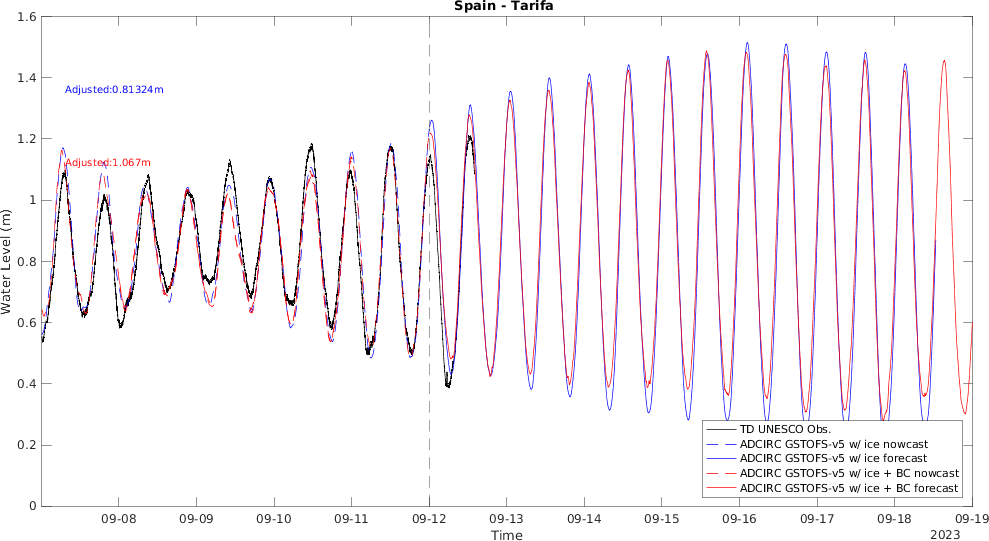 Spain - Tarifa
1.6
1.4
1.2
1
0.8
0.6
0.4
0.2
0
Water Level (m)
Adjusted:0.81324m
Adjusted:1.067m
TD UNESCO Obs.
ADCIRC GSTOFS-v5 w/ ice nowcast
ADCIRC GSTOFS-v5 w/ ice forecast
ADCIRC GSTOFS-v5 w/ ice + BC nowcast
ADCIRC GSTOFS-v5 w/ ice + BC forecast
09-08 09-09 09-10 09-11 09-12 09-13 09-14 09-15 09-16 09-17 09-18 09-19
Time
2023